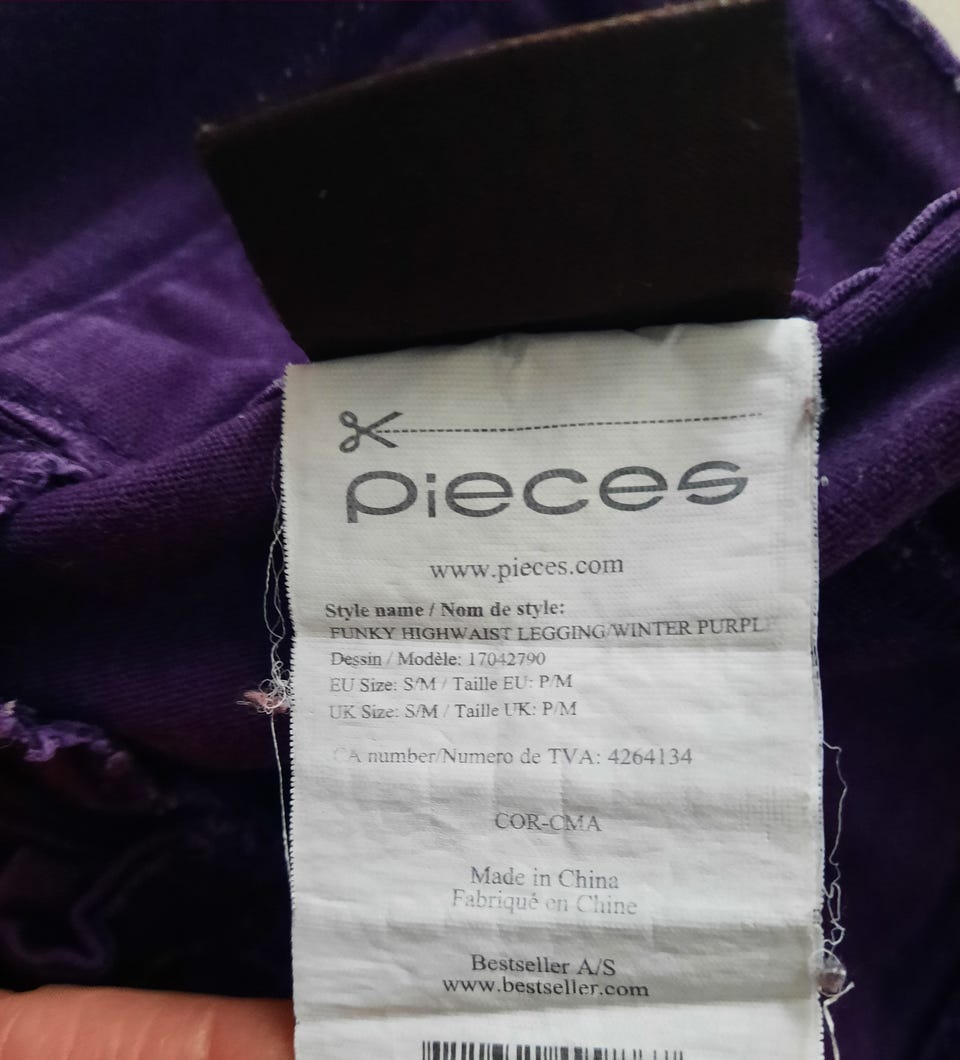 pieces
www.pieces.com
Style name / Nom de style:
FUNKY HIGHWAIST LEGGING/WINTER PURPL
Dessin / Modèle: 17042790
EU Size: S/M / Taille EU: P/M
UK Size: S/M / Taille UK: P/M
CA number/Numero de TVA: 4264134
COR-CMA
Made in China
Fabriqué en Chine
Bestseller A/S
www.bestseller.com